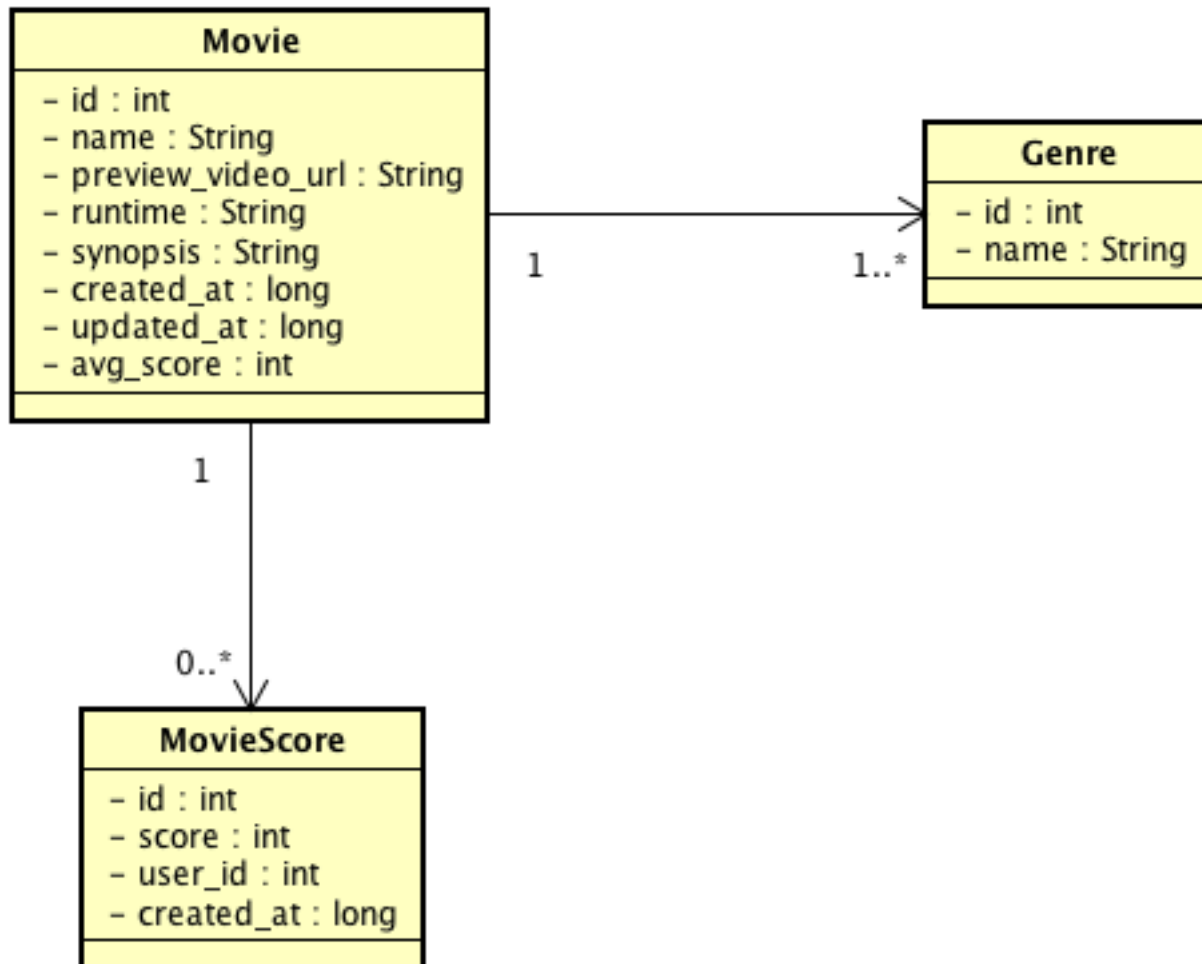 Movie
- id : int
- name : String
- preview_video_url : String
- runtime : String
- synopsis : String
- created_at : long
- updated_at : long
- avg_score : int
1
1..*
Genre
- id : int
- name : String
1
0..*
MovieScore
- id : int
- score : int
- user_id : int
- created_at : long